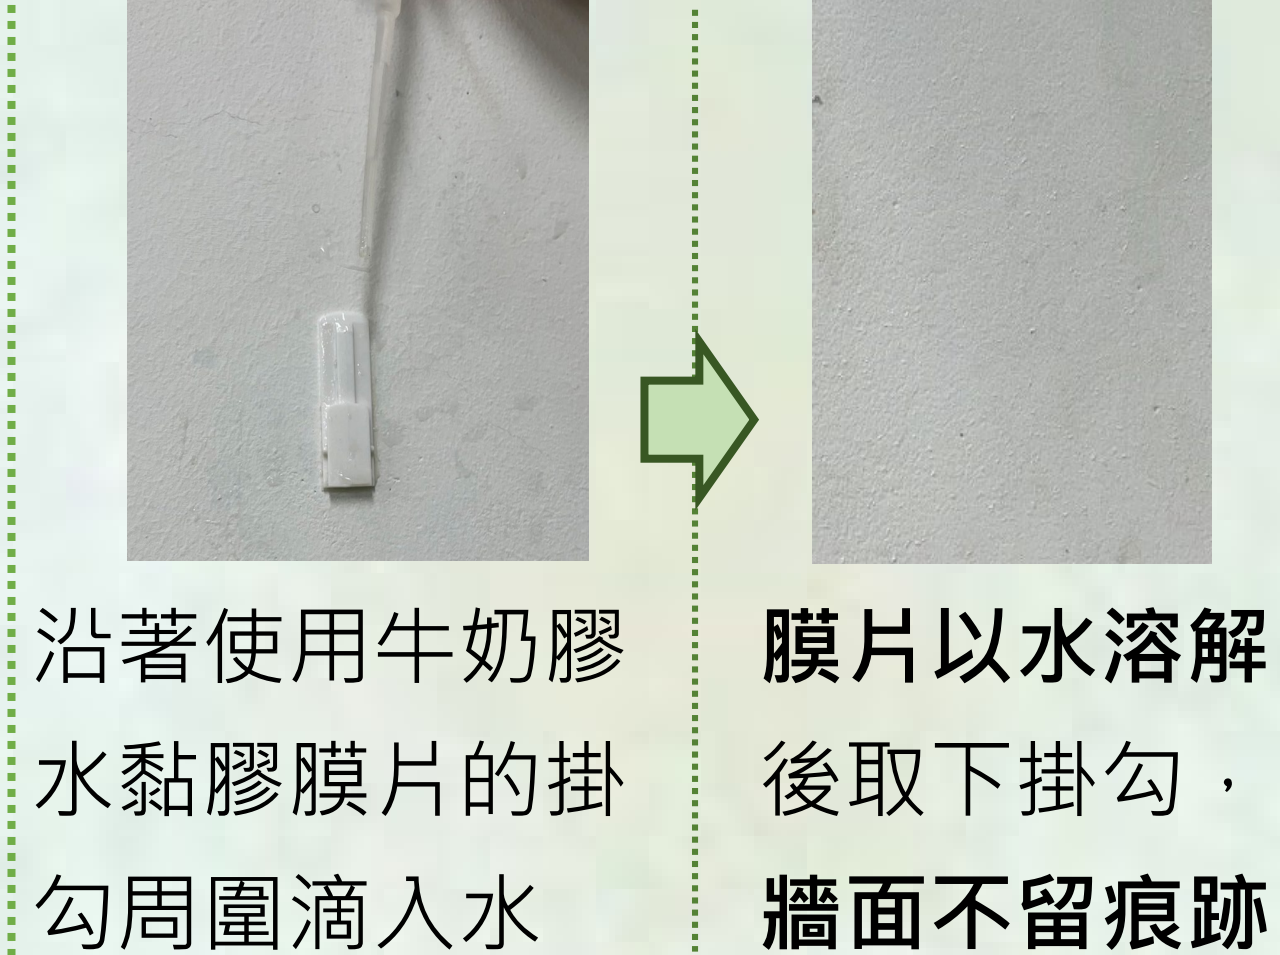 沿著使用牛奶膠
水黏膠膜片的掛
勾周圍滴入水
膜片以水溶解
後取下掛勾，
牆面不留痕跡